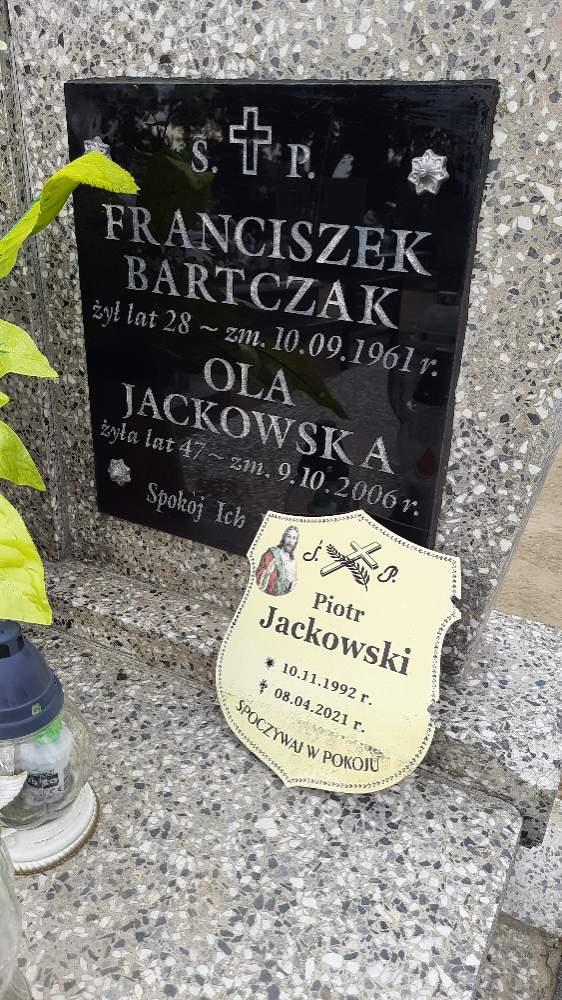 Ś. P.
FRANCISZEK
BARTCZAK
żył lat 28 ~ zm. 10.09.1961 r.
OLA
JACKOWSKA
żyła lat 47 ~ zm. 9.10.2006 r.
Spokój Ich
Ś. P.
Piotr
Jackowski
10.11.1992 r.
08.04.2021 r.
SPOCZYWAJ W POKOJU